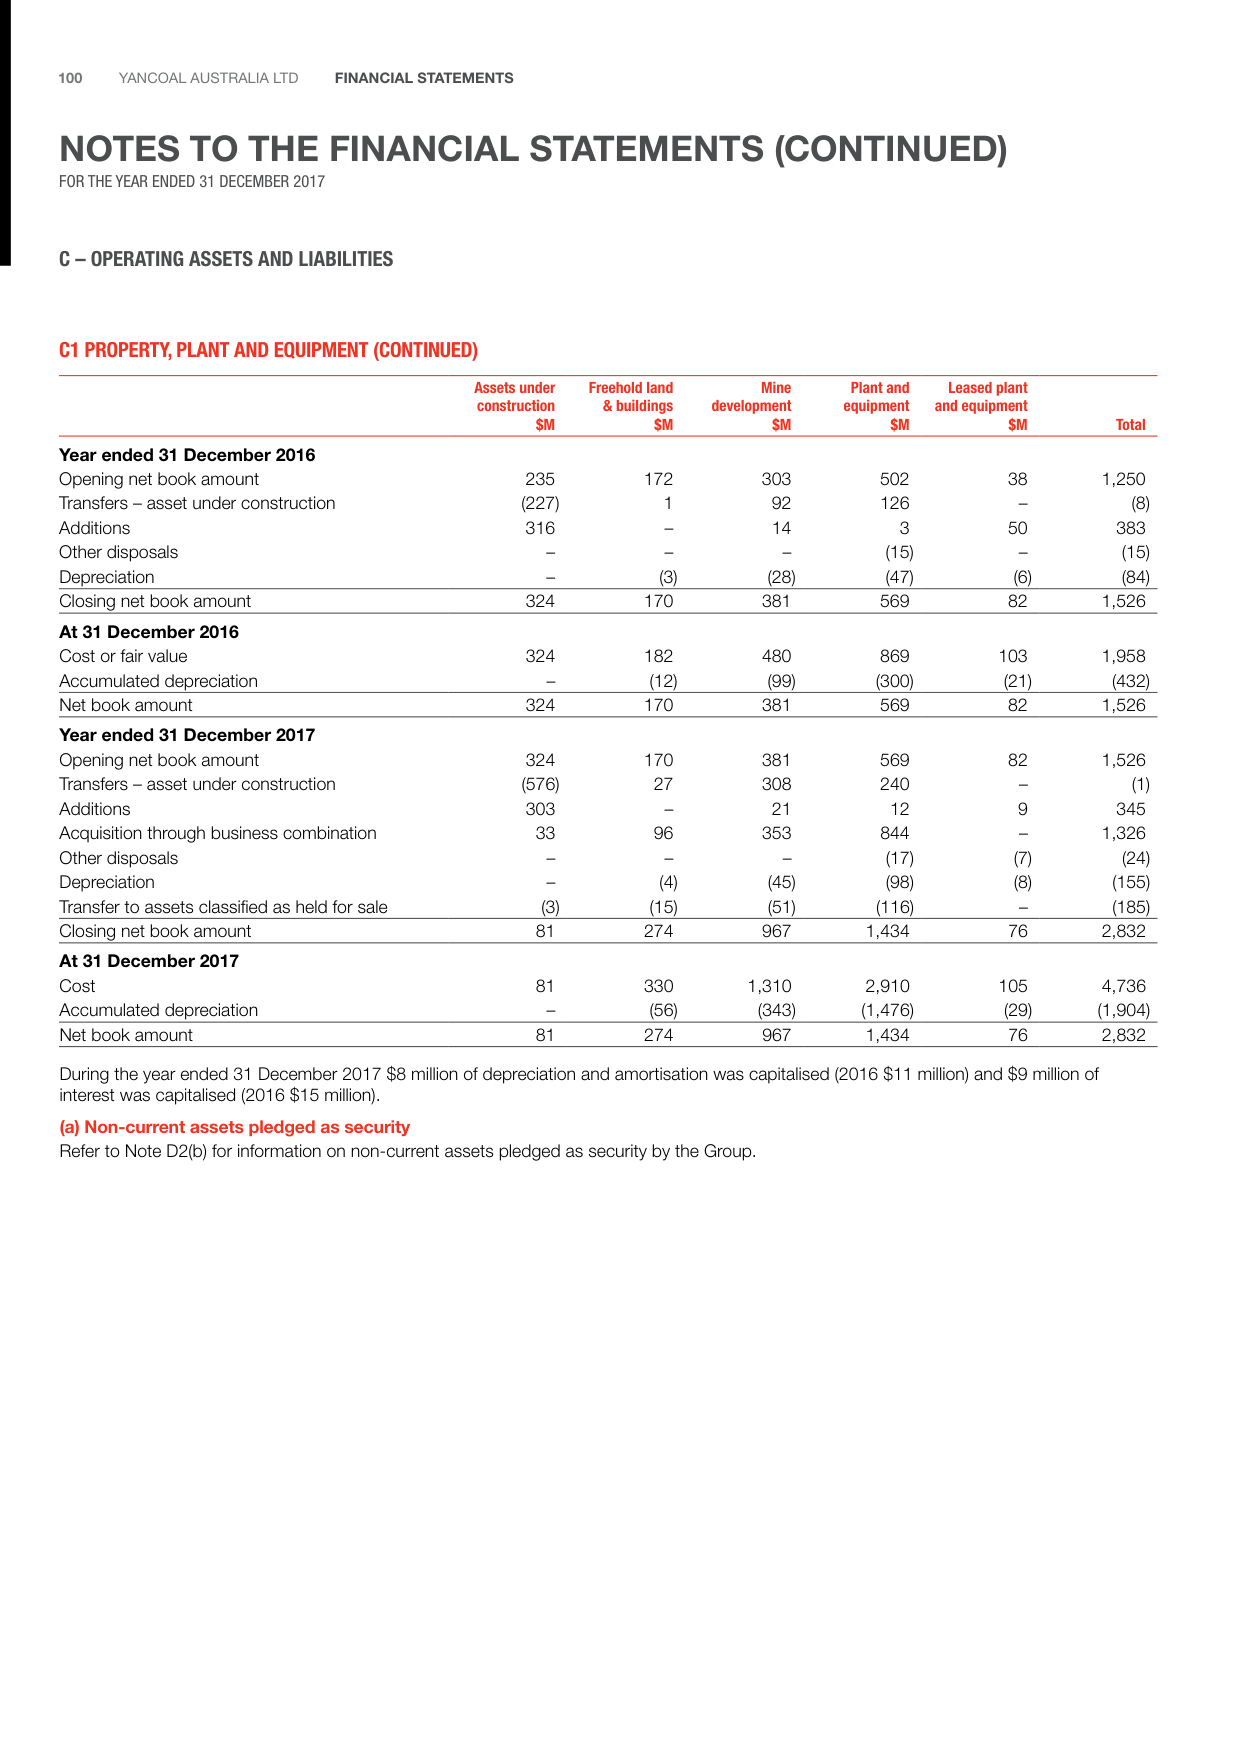 100 YANCOAL AUSTRALIA LTD FINANCIAL STATEMENTS
NOTES TO THE FINANCIAL STATEMENTS (CONTINUED)
FOR THE YEAR ENDED 31 DECEMBER 2017
C – OPERATING ASSETS AND LIABILITIES
C1 PROPERTY, PLANT AND EQUIPMENT (CONTINUED)
Assets under Freehold land Mine Plant and Leased plant
construction & buildings development equipment and equipment
$M $M $M $M $M Total
Year ended 31 December 2016
Opening net book amount 235 172 303 502 38 1,250
Transfers – asset under construction (227) 1 92 126 – (8)
Additions 316 – 14 3 50 383
Other disposals – – – (15) – (15)
Depreciation – (3) (28) (47) (6) (84)
Closing net book amount 324 170 381 569 82 1,526
At 31 December 2016
Cost or fair value 324 182 480 869 103 1,958
Accumulated depreciation – (12) (99) (300) (21) (432)
Net book amount 324 170 381 569 82 1,526
Year ended 31 December 2017
Opening net book amount 324 170 381 569 82 1,526
Transfers – asset under construction (576) 27 308 240 – (1)
Additions 303 – 21 12 9 345
Acquisition through business combination 33 96 353 844 – 1,326
Other disposals – – – (17) (7) (24)
Depreciation – (4) (45) (98) (8) (155)
Transfer to assets classified as held for sale (3) (15) (51) (116) – (185)
Closing net book amount 81 274 967 1,434 76 2,832
At 31 December 2017
Cost 81 330 1,310 2,910 105 4,736
Accumulated depreciation – (56) (343) (1,476) (29) (1,904)
Net book amount 81 274 967 1,434 76 2,832
During the year ended 31 December 2017 $8 million of depreciation and amortisation was capitalised (2016 $11 million) and $9 million of
interest was capitalised (2016 $15 million).
(a) Non-current assets pledged as security
Refer to Note D2(b) for information on non-current assets pledged as security by the Group.